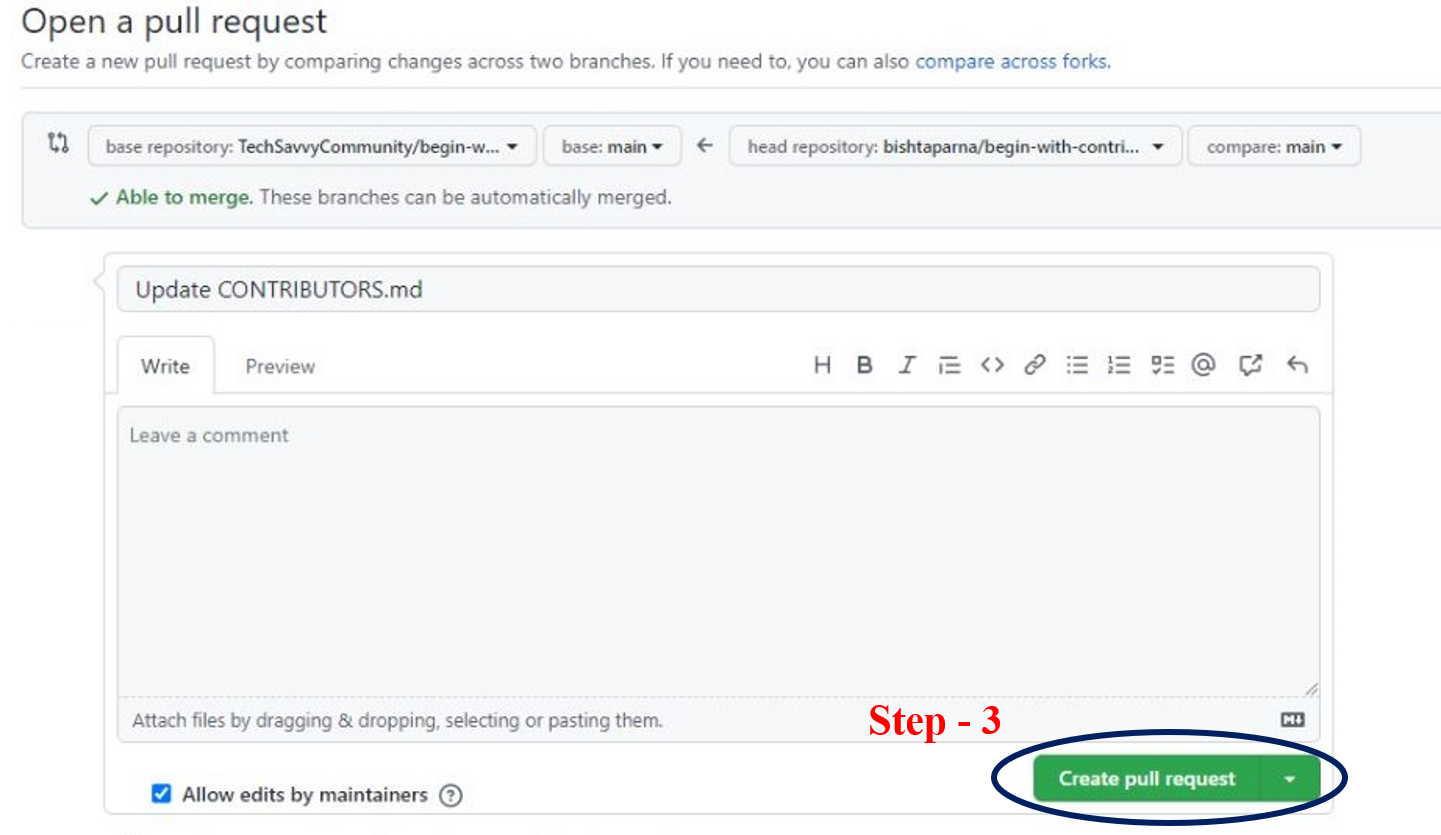 Open a pull request
Create a new pull request by comparing changes across two branches. If you need to, you can also compare across forks.
base repository: TechSavvyCommunity/begin-w... base: main head repository: bishtaparna/begin-with-contri... compare: main
Able to merge. These branches can be automatically merged.
Update CONTRIBUTORS.md
Write Preview H B I @
Leave a comment
Attach files by dragging & dropping, selecting or pasting them.
Step - 3
Create pull request
Allow edits by maintainers ?